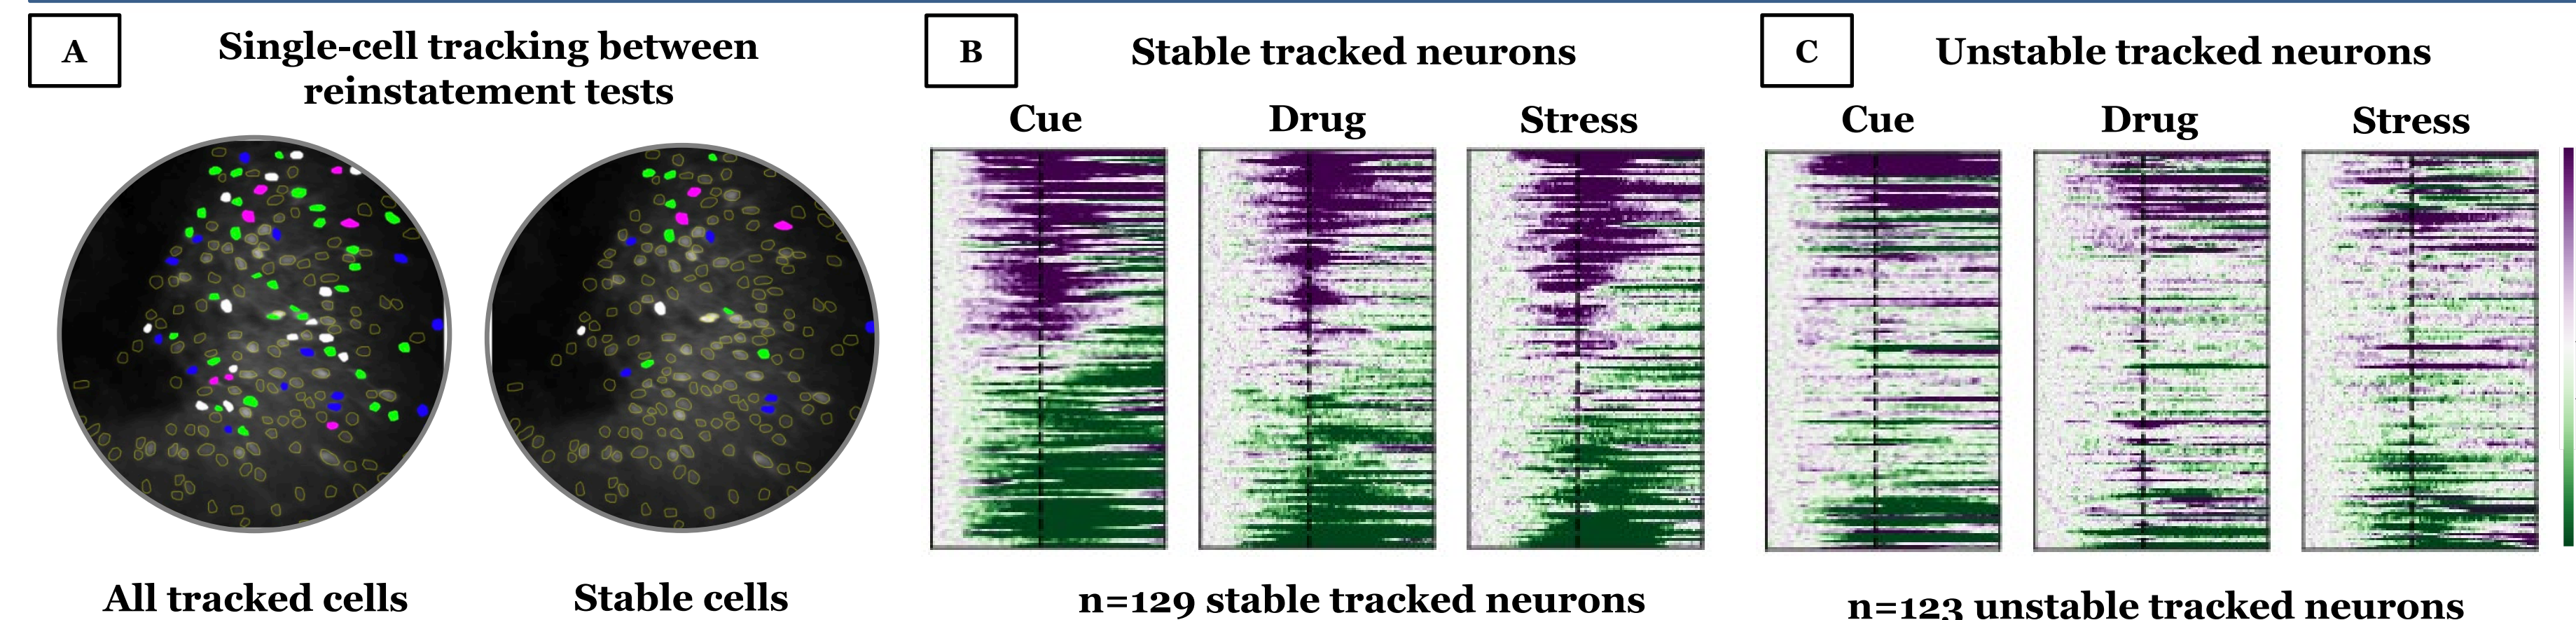 A
Single-cell tracking between
reinstatement tests
All tracked cells
Stable cells
B
Stable tracked neurons
Cue
Drug
Stress
n=129 stable tracked neurons
C
Unstable tracked neurons
Cue
Drug
Stress
n=123 unstable tracked neurons